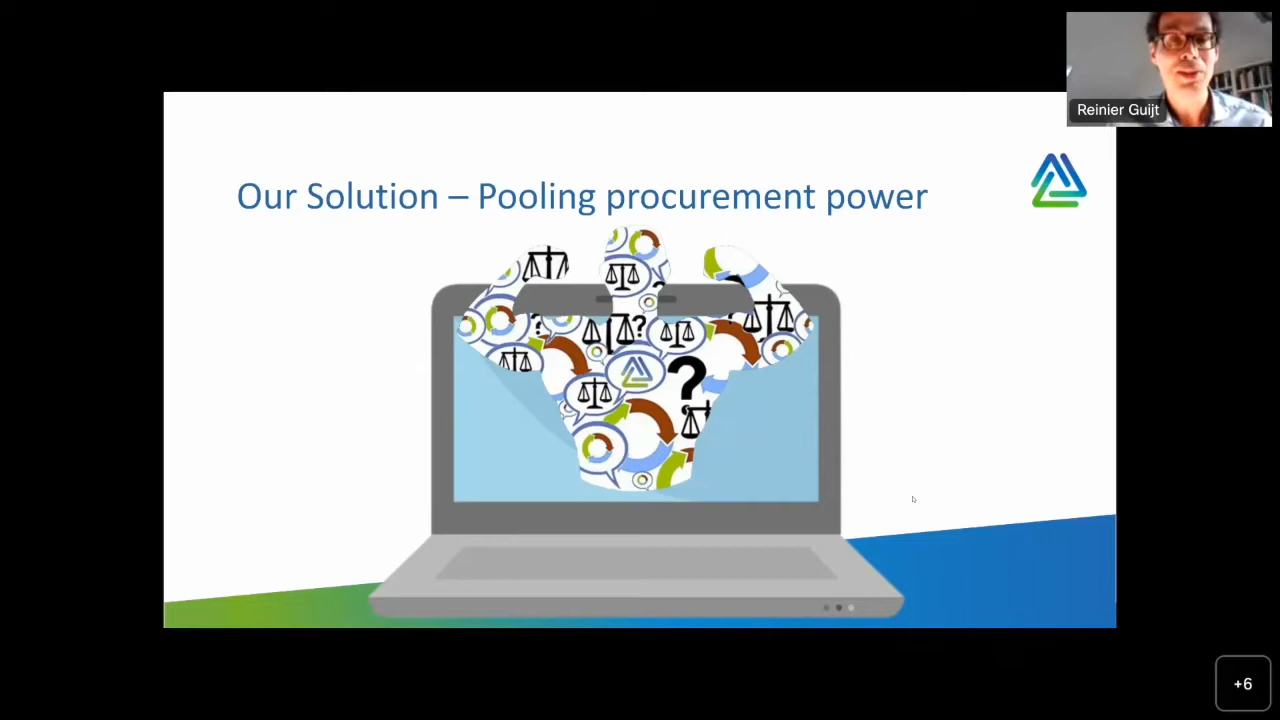 Reinier Guijt
Our Solution – Pooling procurement power
?
?
?
+6